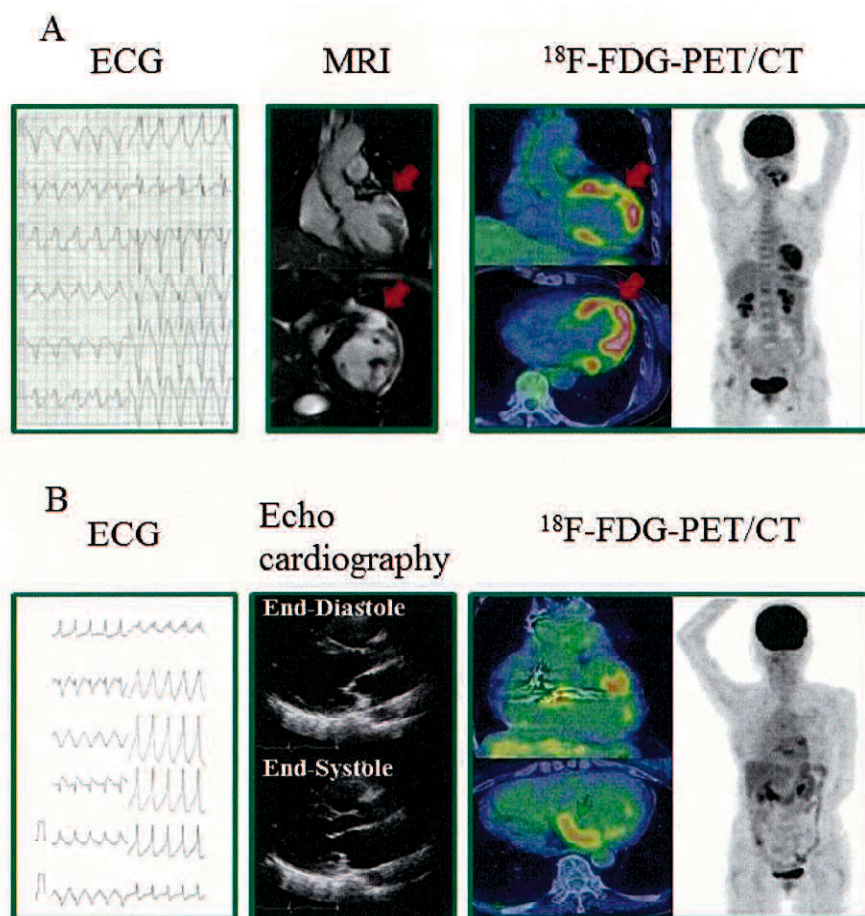 A
ECG
MRI
18F-FDG-PET/CT
B
ECG
Echo
cardiography
18F-FDG-PET/CT
End-Diastole
End-Systole